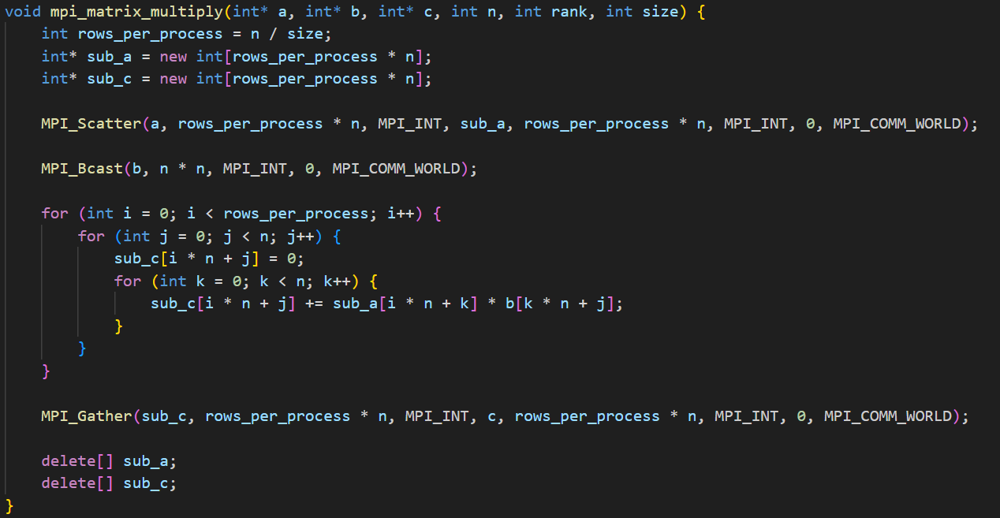 void mpi_matrix_multiply(int* a, int* b, int* c, int n, int rank, int size) {
    int rows_per_process = n / size;
    int* sub_a = new int[rows_per_process * n];
    int* sub_c = new int[rows_per_process * n];

    MPI_Scatter(a, rows_per_process * n, MPI_INT, sub_a, rows_per_process * n, MPI_INT, 0, MPI_COMM_WORLD);

    MPI_Bcast(b, n * n, MPI_INT, 0, MPI_COMM_WORLD);

    for (int i = 0; i < rows_per_process; i++) {
        for (int j = 0; j < n; j++) {
            sub_c[i * n + j] = 0;
            for (int k = 0; k < n; k++) {
                sub_c[i * n + j] += sub_a[i * n + k] * b[k * n + j];
            }
        }
    }

    MPI_Gather(sub_c, rows_per_process * n, MPI_INT, c, rows_per_process * n, MPI_INT, 0, MPI_COMM_WORLD);

    delete[] sub_a;
    delete[] sub_c;
}